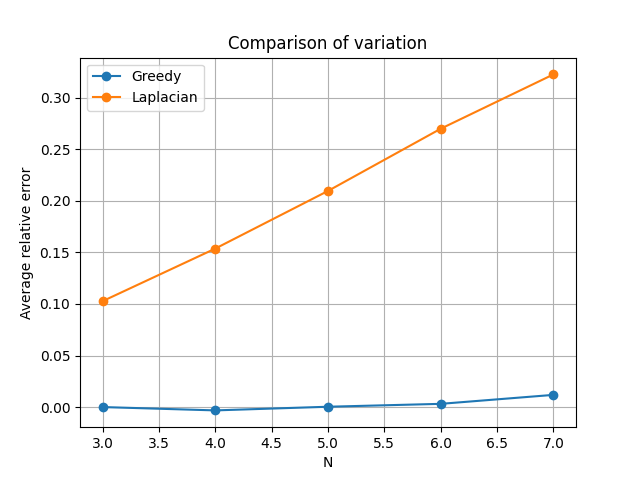 Comparison of variation
Greedy
Laplacian
Average relative error
0.30
0.25
0.20
0.15
0.10
0.05
0.00
3.0 3.5 4.0 4.5 5.0 5.5 6.0 6.5 7.0
N